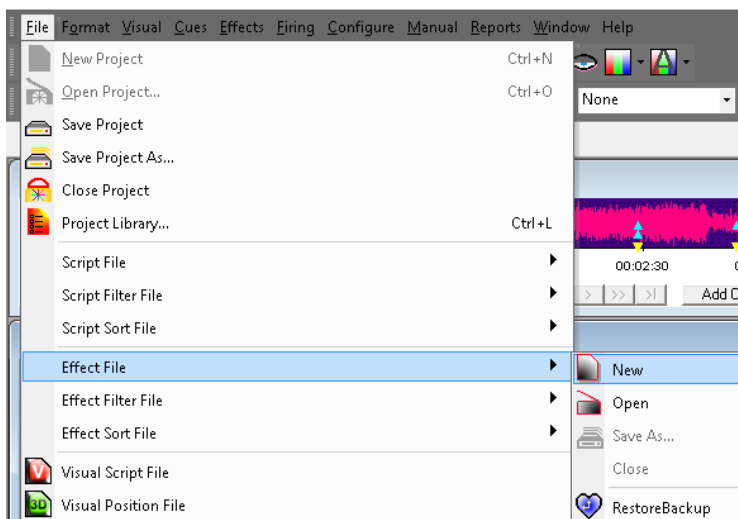 File Format Visual Cues Effects Firing Configure Manual Reports Window Help
New Project Ctrl+N
Open Project... Ctrl+O
None
Save Project
Save Project As...
Close Project
Project Library... Ctrl+L
Script File
00:02:30
Script Filter File
> >> >| Add
Script Sort File
Effect File
New
Effect Filter File
Open
Effect Sort File
Save As...
Close
Visual Script File
Visual Position File
RestoreBackup